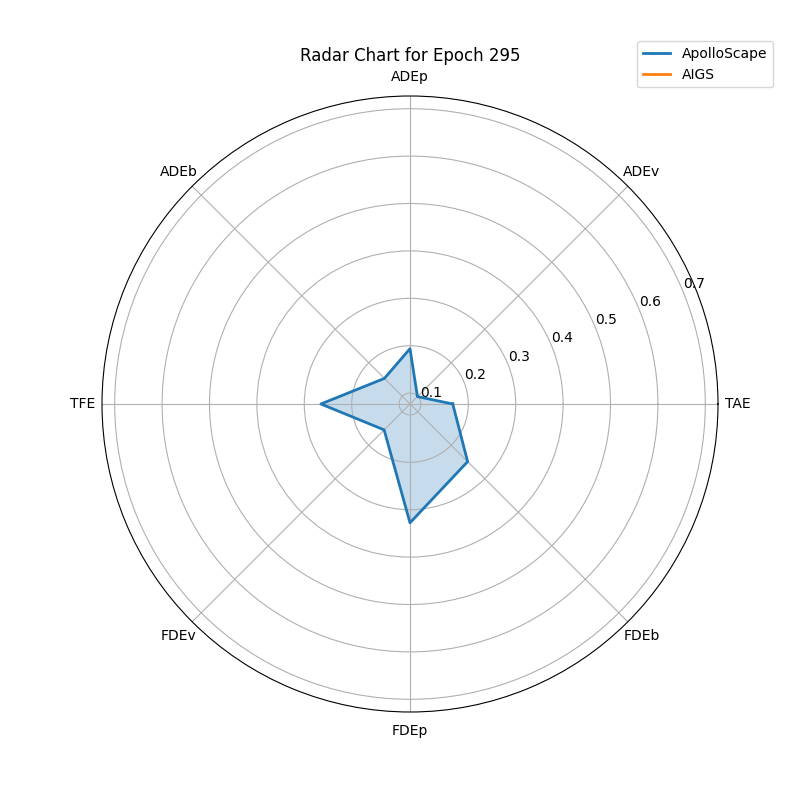 Radar Chart for Epoch 295
ApolloScape
AIGS
ADEp
ADEb
ADEv
0.7
0.6
0.5
0.4
0.3
0.2
0.1
TFE
TAE
FDEv
FDEb
FDEp